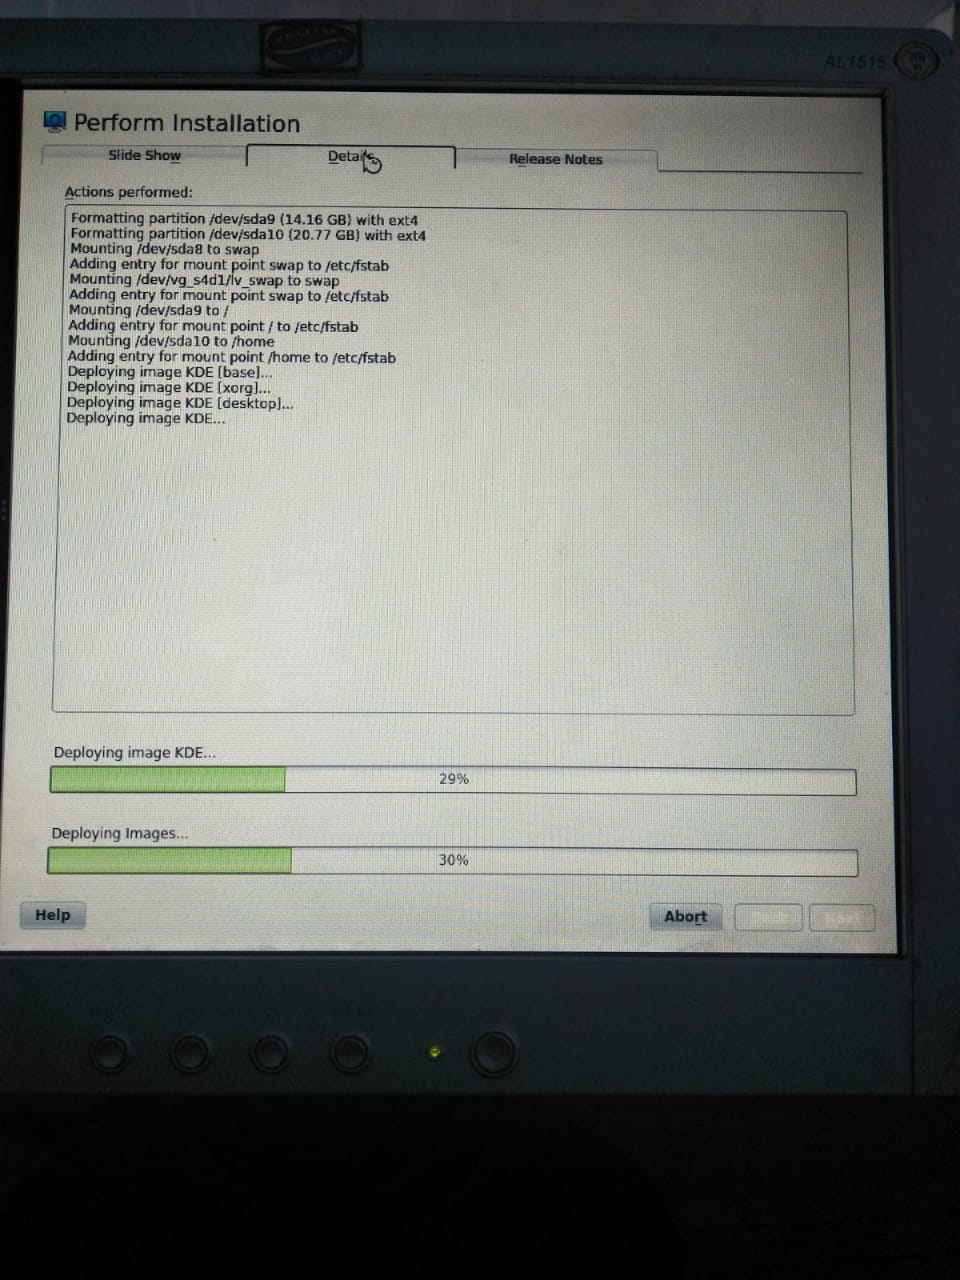 AL1515
Perform Installation
Slide Show
Details
Release Notes
Actions performed:
Formatting partition /dev/sda9 (14.16 GB) with ext4
Formatting partition /dev/sda10 (20.77 GB) with ext4
Mounting /dev/sda8 to swap
Adding entry for mount point swap to /etc/fstab
Mounting /dev/vg_s4d1/lv_swap to swap
Adding entry for mount point swap to /etc/fstab
Mounting /dev/sda9 to /
Adding entry for mount point / to /etc/fstab
Mounting /dev/sda10 to /home
Adding entry for mount point /home to /etc/fstab
Deploying image KDE [base]...
Deploying image KDE [xorg]...
Deploying image KDE [desktop]...
Deploying image KDE...
Deploying image KDE...
29%
Deploying Images...
30%
Help
Abort